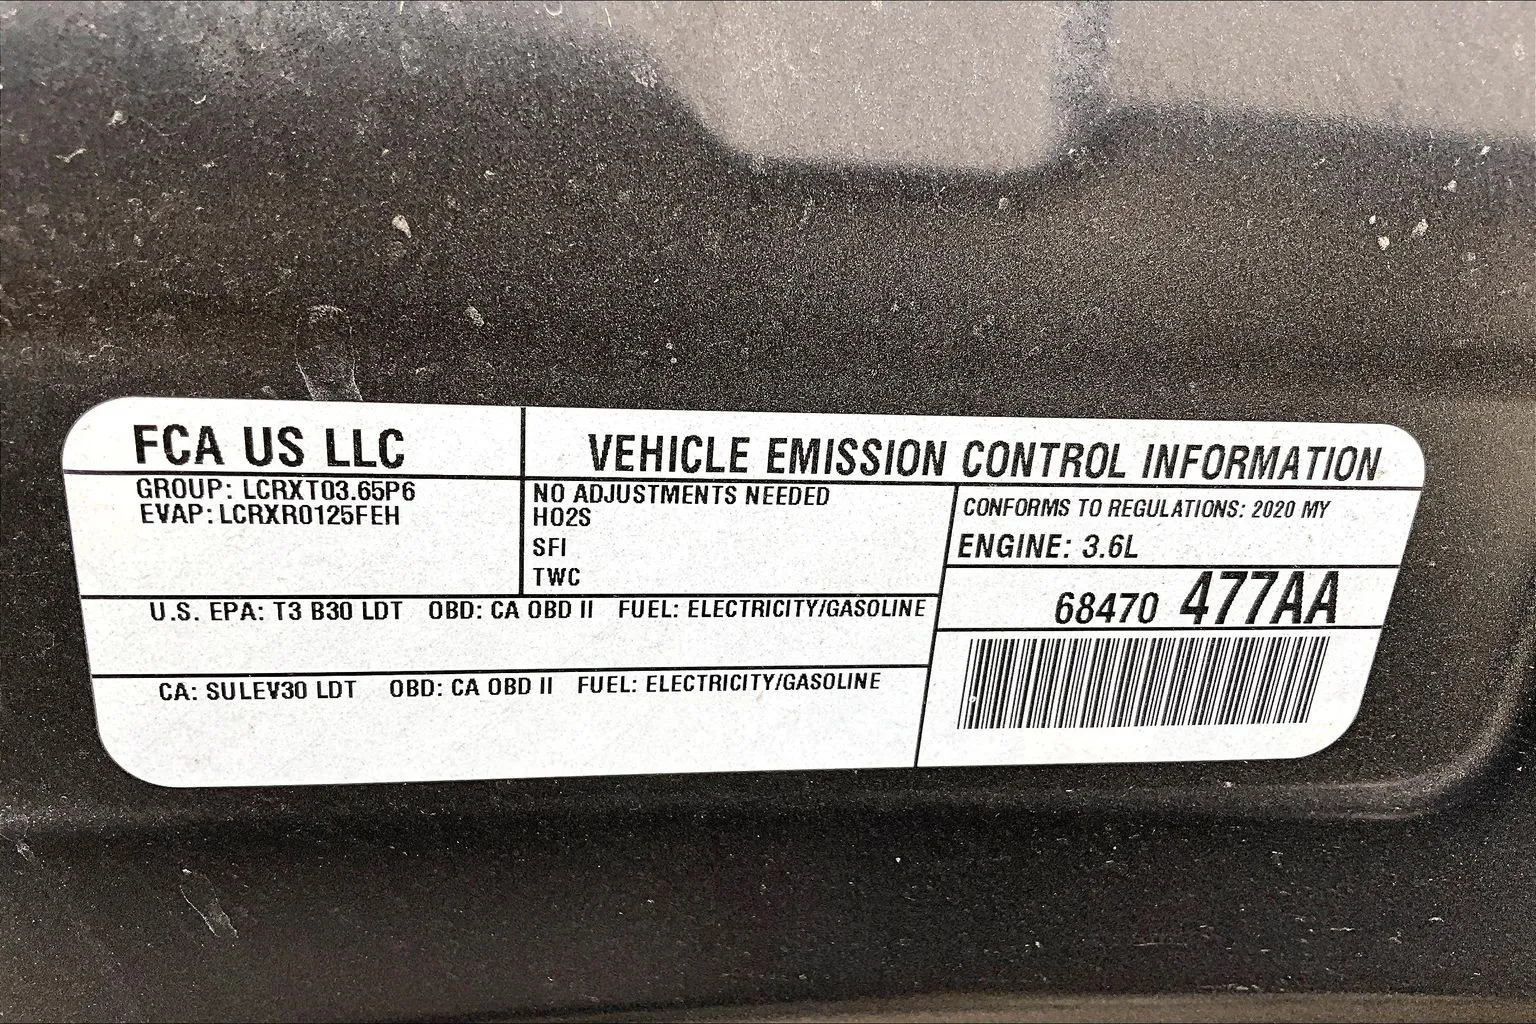 FCA US LLC
VEHICLE EMISSION CONTROL INFORMATION
GROUP: LCRXT03.65P6
EVAP: LCRXR0125FEH
NO ADJUSTMENTS NEEDED
HO2S
SFI
TWC
CONFORMS TO REGULATIONS: 2020 MY
ENGINE: 3.6L
68470 477AA
U.S. EPA: T3 B30 LDT OBD: CA OBD II FUEL: ELECTRICITY/GASOLINE
CA: SULEV30 LDT OBD: CA OBD II FUEL: ELECTRICITY/GASOLINE